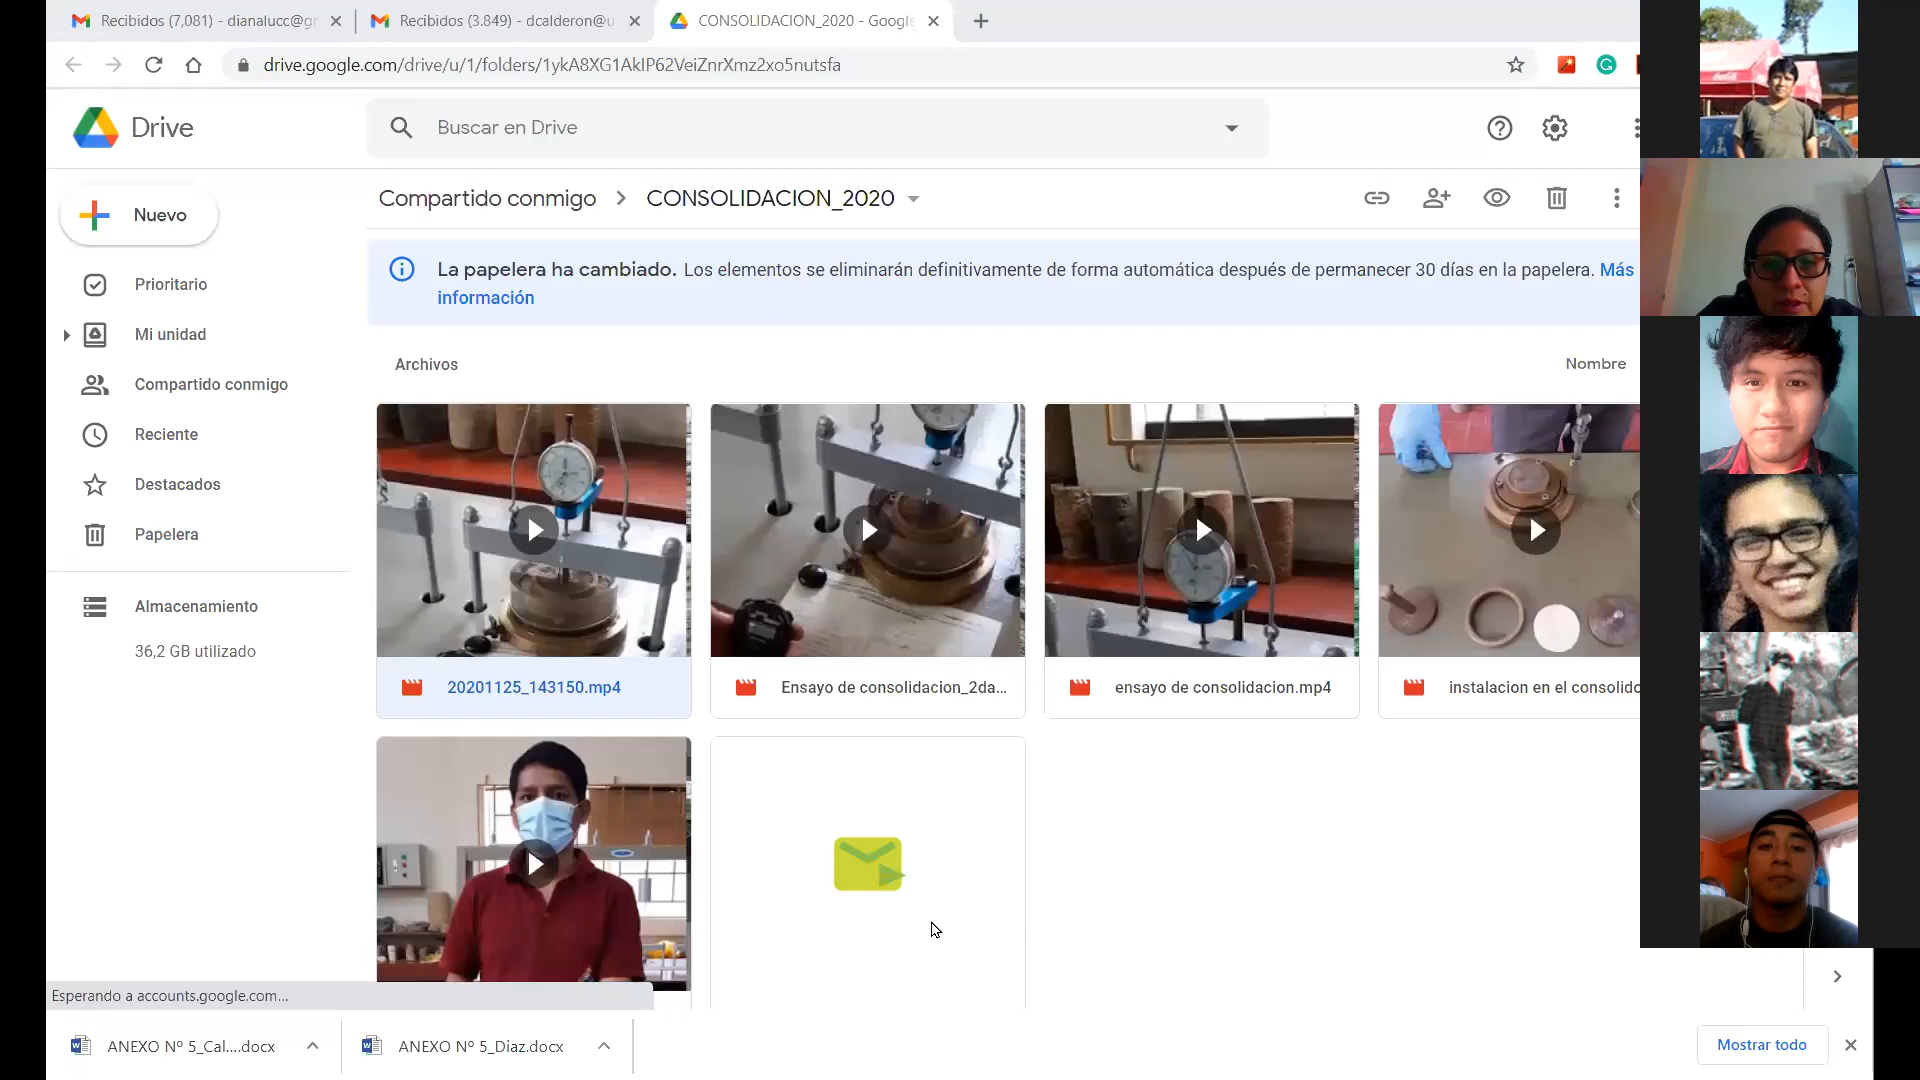 Recibidos (7,081) - dianalucc@gr
Recibidos (3.849) - dcalderon@u
CONSOLIDACION_2020 - Google
drive.google.com/drive/u/1/folders/1ykA8XG1AkIP62VeiZnrXmz2xo5nutsfa
Drive
Buscar en Drive
Nuevo
Compartido conmigo > CONSOLIDACION_2020
La papelera ha cambiado. Los elementos se eliminarán definitivamente de forma automática después de permanecer 30 días en la papelera. Más
información
Prioritario
Mi unidad
Compartido conmigo
Reciente
Destacados
Papelera
Almacenamiento
36,2 GB utilizado
Archivos
Nombre
20201125_143150.mp4
Ensayo de consolidacion_2da...
ensayo de consolidacion.mp4
instalacion en el consolido
Esperando a accounts.google.com...
ANEXO Nº 5_Cal....docx
ANEXO Nº 5_Diaz.docx
Mostrar todo